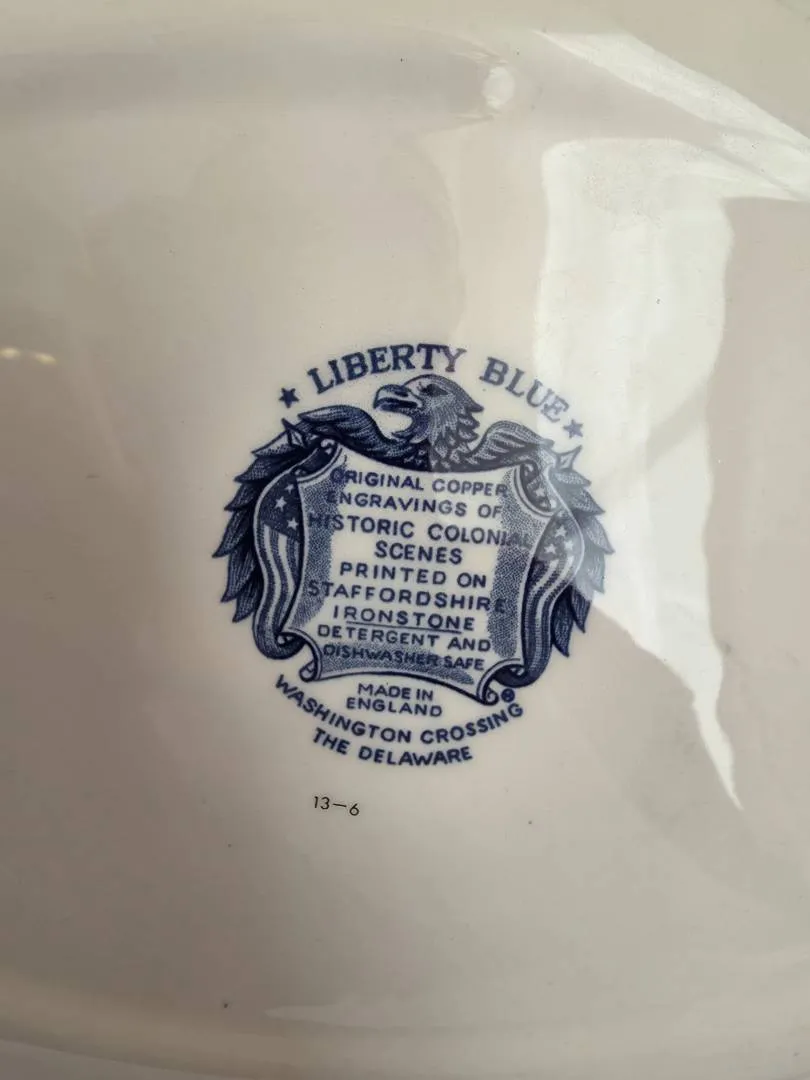 ★ LIBERTY BLUE ★
ORIGINAL COPPER
ENGRAVINGS OF
HISTORIC COLONIAL
SCENES
PRINTED ON
STAFFORDSHIRE
IRONSTONE
DETERGENT AND
DISHWASHER SAFE
MADE IN
ENGLAND
WASHINGTON CROSSING
THE DELAWARE
13-6